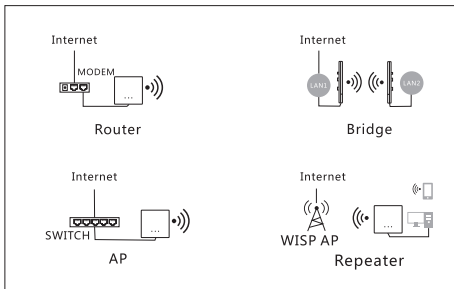 Internet
MODEM
Router
Internet
LAN1
LAN2
Bridge
Internet
SWITCH
AP
Internet
WISP AP
Repeater